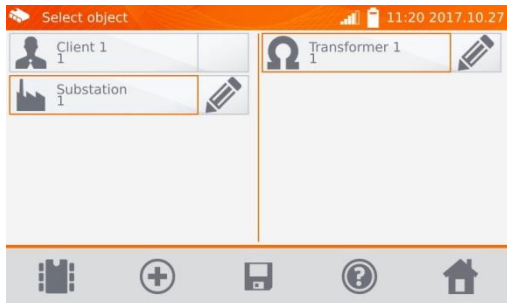 Select object
11:20 2017.10.27
Client 1
1
Substation
1
Transformer 1
1